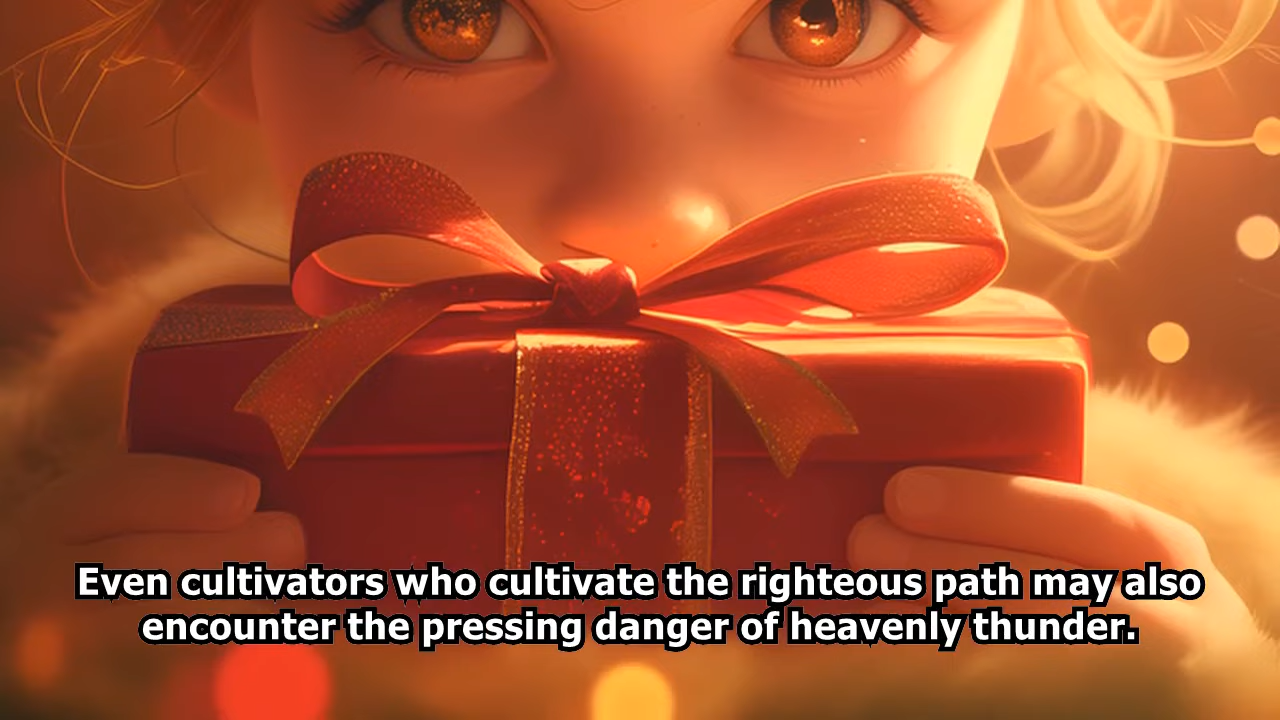 Even cultivators who cultivate the righteous path may also
encounter the pressing danger of heavenly thunder.